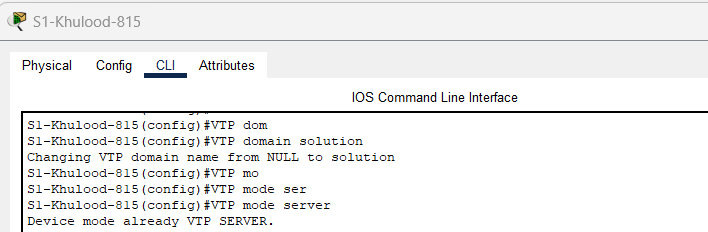 S1-Khulood-815
Physical Config CLI Attributes
IOS Command Line Interface
S1-Khulood-815(config)#VTP dom
S1-Khulood-815(config)#VTP domain solution
Changing VTP domain name from NULL to solution
S1-Khulood-815(config)#VTP mo
S1-Khulood-815(config)#VTP mode ser
S1-Khulood-815(config)#VTP mode server
Device mode already VTP SERVER.